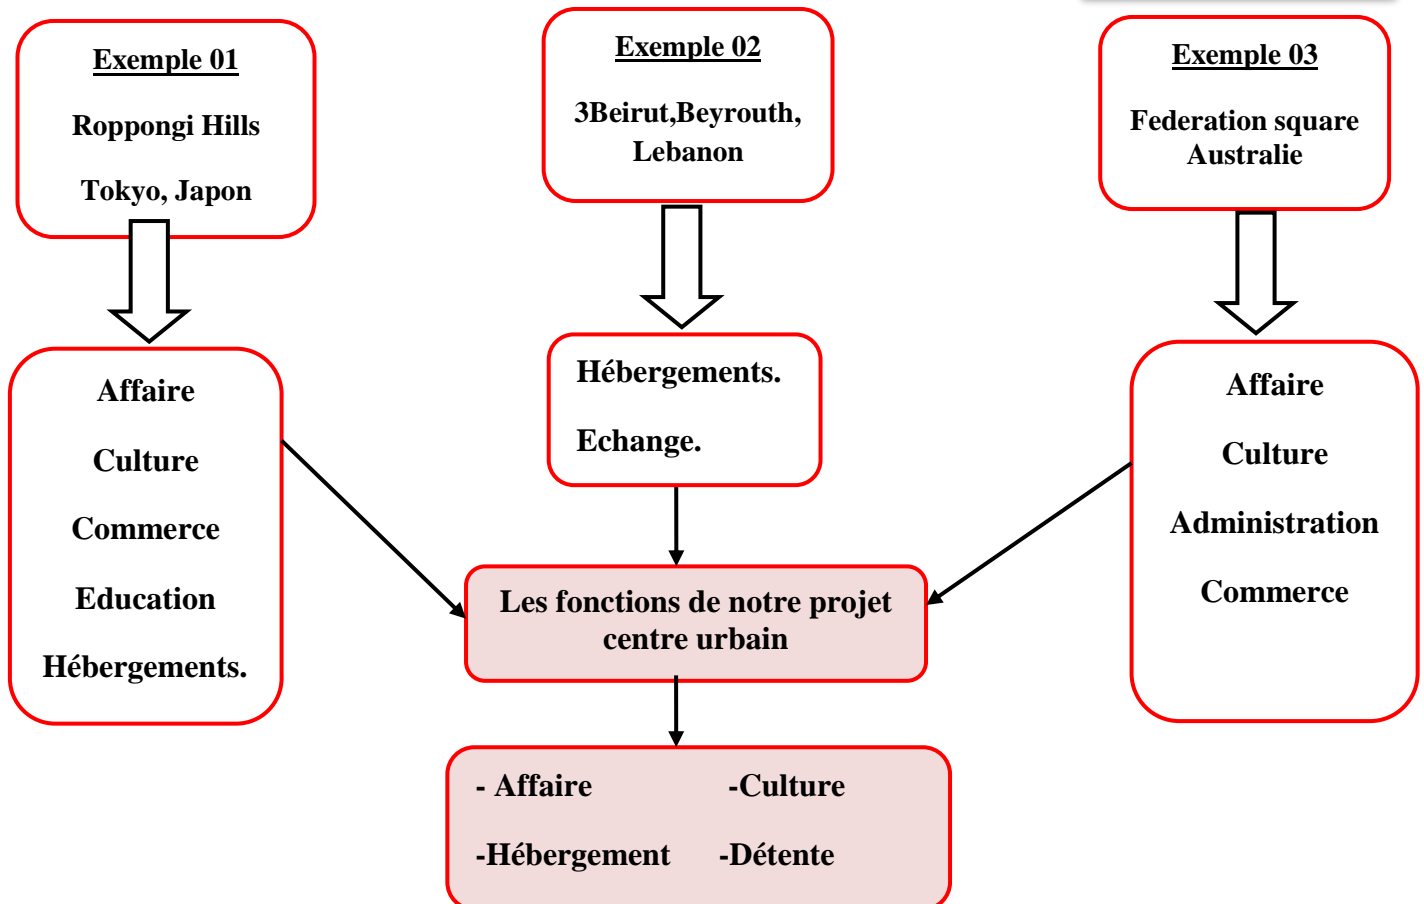 Exemple 01
Roppongi Hills
Tokyo, Japon
Exemple 02
3Beirut,Beyrouth,
Lebanon
Exemple 03
Federation square
Australie
Affaire
Culture
Commerce
Education
Hébergements.
Hébergements.
Echange.
Affaire
Culture
Administration
Commerce
Les fonctions de notre projet
centre urbain
- Affaire -Culture
-Hébergement -Détente